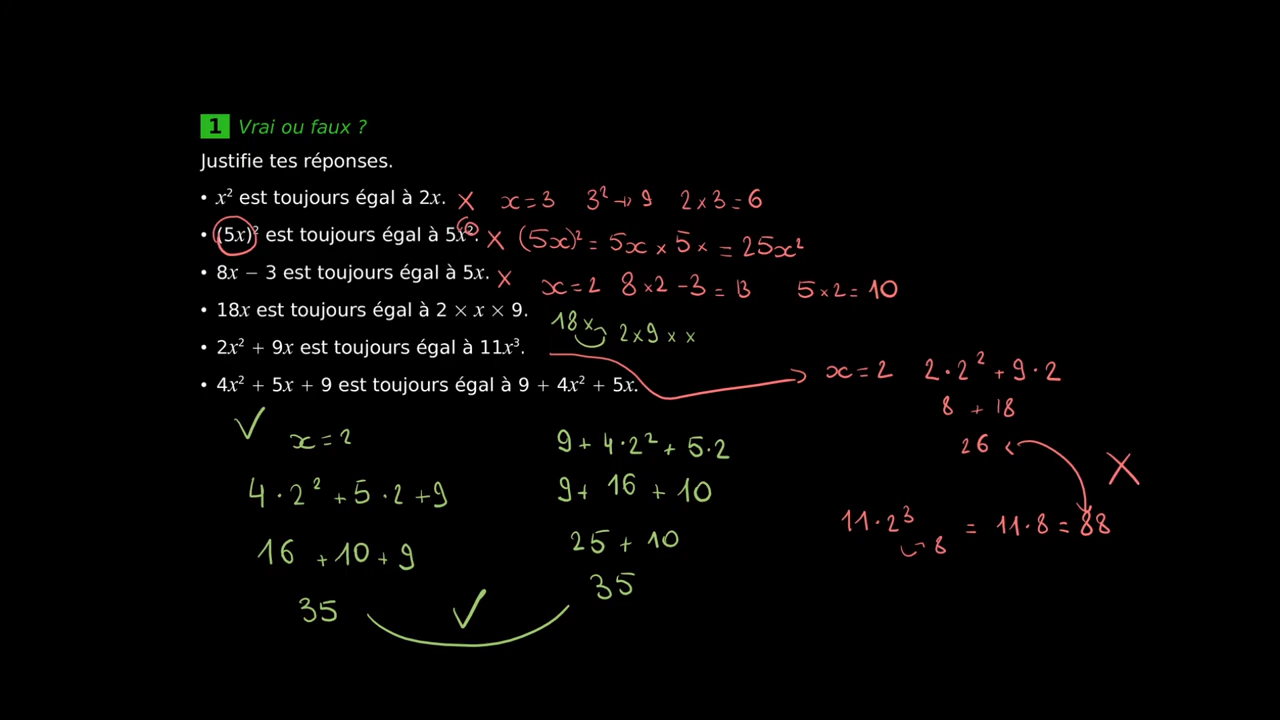 1 Vrai ou faux ?
Justifie tes réponses.
• x² est toujours égal à 2x. X x = 3 3² → 9 2 × 3 = 6
• (5x)² est toujours égal à 5x². X (5x)² = 5x × 5x = 25x²
• 8x − 3 est toujours égal à 5x. X x = 2 8 × 2 - 3 = 13 5 × 2 = 10
• 18x est toujours égal à 2 × x × 9. 18x 2 × 9 × x
• 2x² + 9x est toujours égal à 11x³.
• 4x² + 5x + 9 est toujours égal à 9 + 4x² + 5x.
x = 2 2 · 2² + 9 · 2
8 + 18
26
X
11 · 2³ = 11 · 8 = 88
8
✓ x = 2
4 · 2² + 5 · 2 + 9
16 + 10 + 9
35
9 + 4 · 2² + 5 · 2
9 + 16 + 10
25 + 10
35
✓